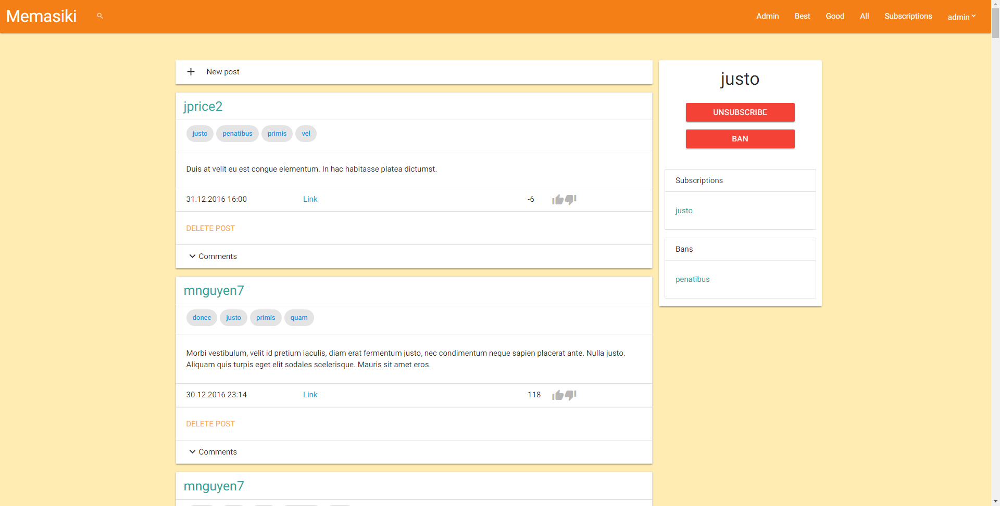 Memasiki
Admin Best Good All Subscriptions admin
New post
jprice2
justo penatibus primis vel
Duis at velit eu est congue elementum. In hac habitasse platea dictumst.
31.12.2016 16:00 Link -6
DELETE POST
Comments
mnguyen7
donec justo primis quam
Morbi vestibulum, velit id pretium iaculis, diam erat fermentum justo, nec condimentum neque sapien placerat ante. Nulla justo.
Aliquam quis turpis eget elit sodales scelerisque. Mauris sit amet eros.
30.12.2016 23:14 Link 118
DELETE POST
Comments
mnguyen7
justo
UNSUBSCRIBE
BAN
Subscriptions
justo
Bans
penatibus